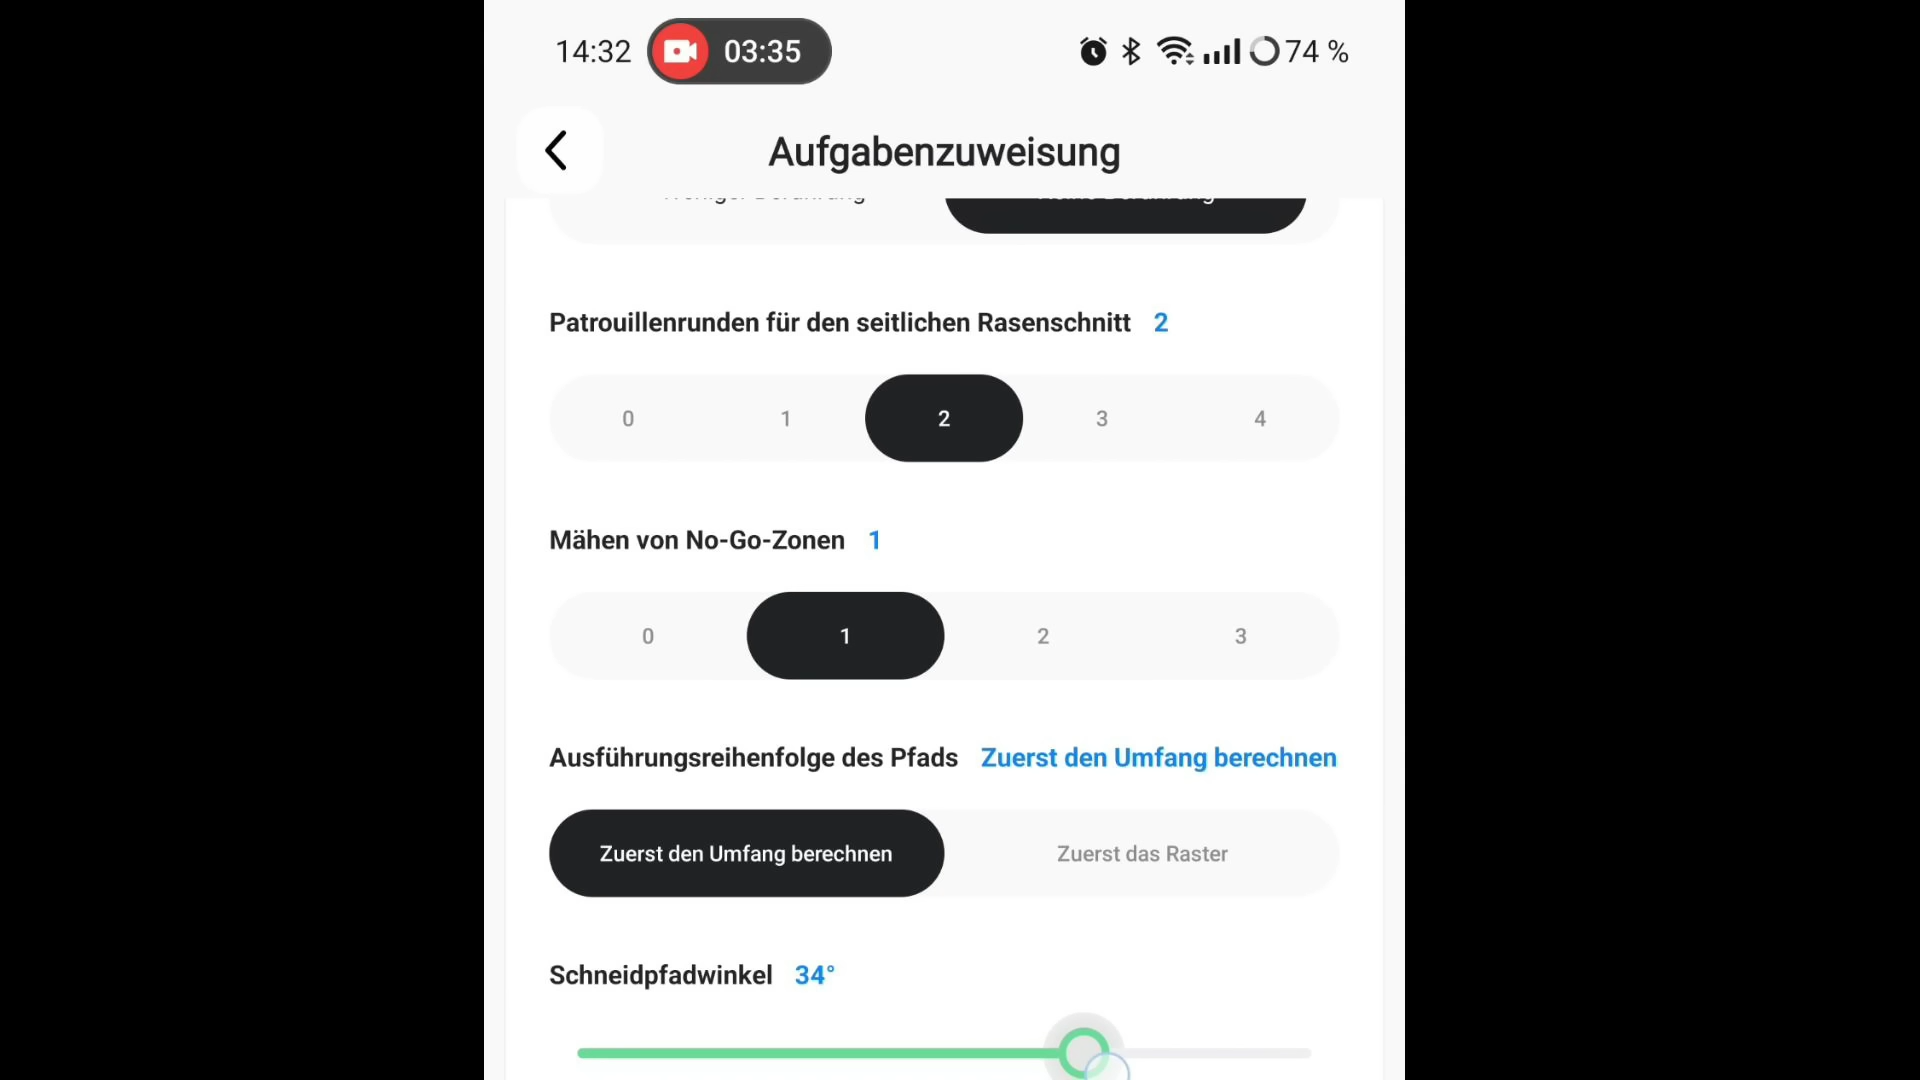 14:32
03:35
74 %
Aufgabenzuweisung
Patrouillenrunden für den seitlichen Rasenschnitt 2
0 1 2 3 4
Mähen von No-Go-Zonen 1
0 1 2 3
Ausführungsreihenfolge des Pfads Zuerst den Umfang berechnen
Zuerst den Umfang berechnen Zuerst das Raster
Schneidpfadwinkel 34°